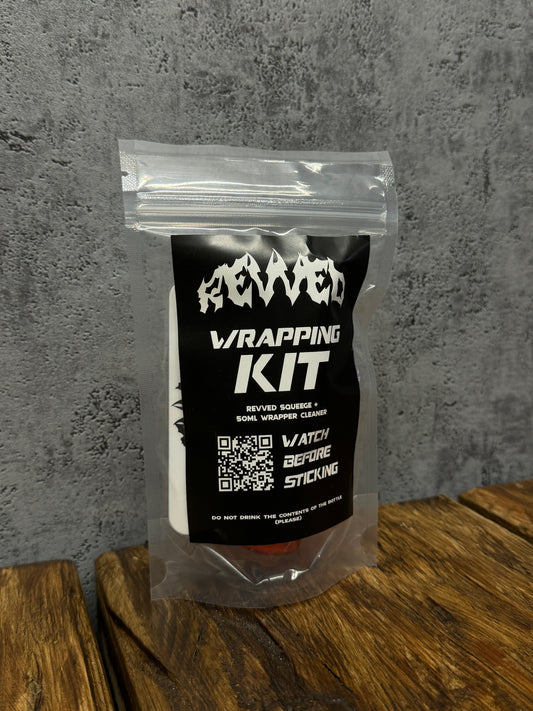 REVVED
WRAPPING
KIT
REVVED SQUEEGE +
50ML WRAPPER CLEANER
WATCH
BEFORE
STICKING
DO NOT DRINK THE CONTENTS OF THE BOTTLE
(PLEASE)